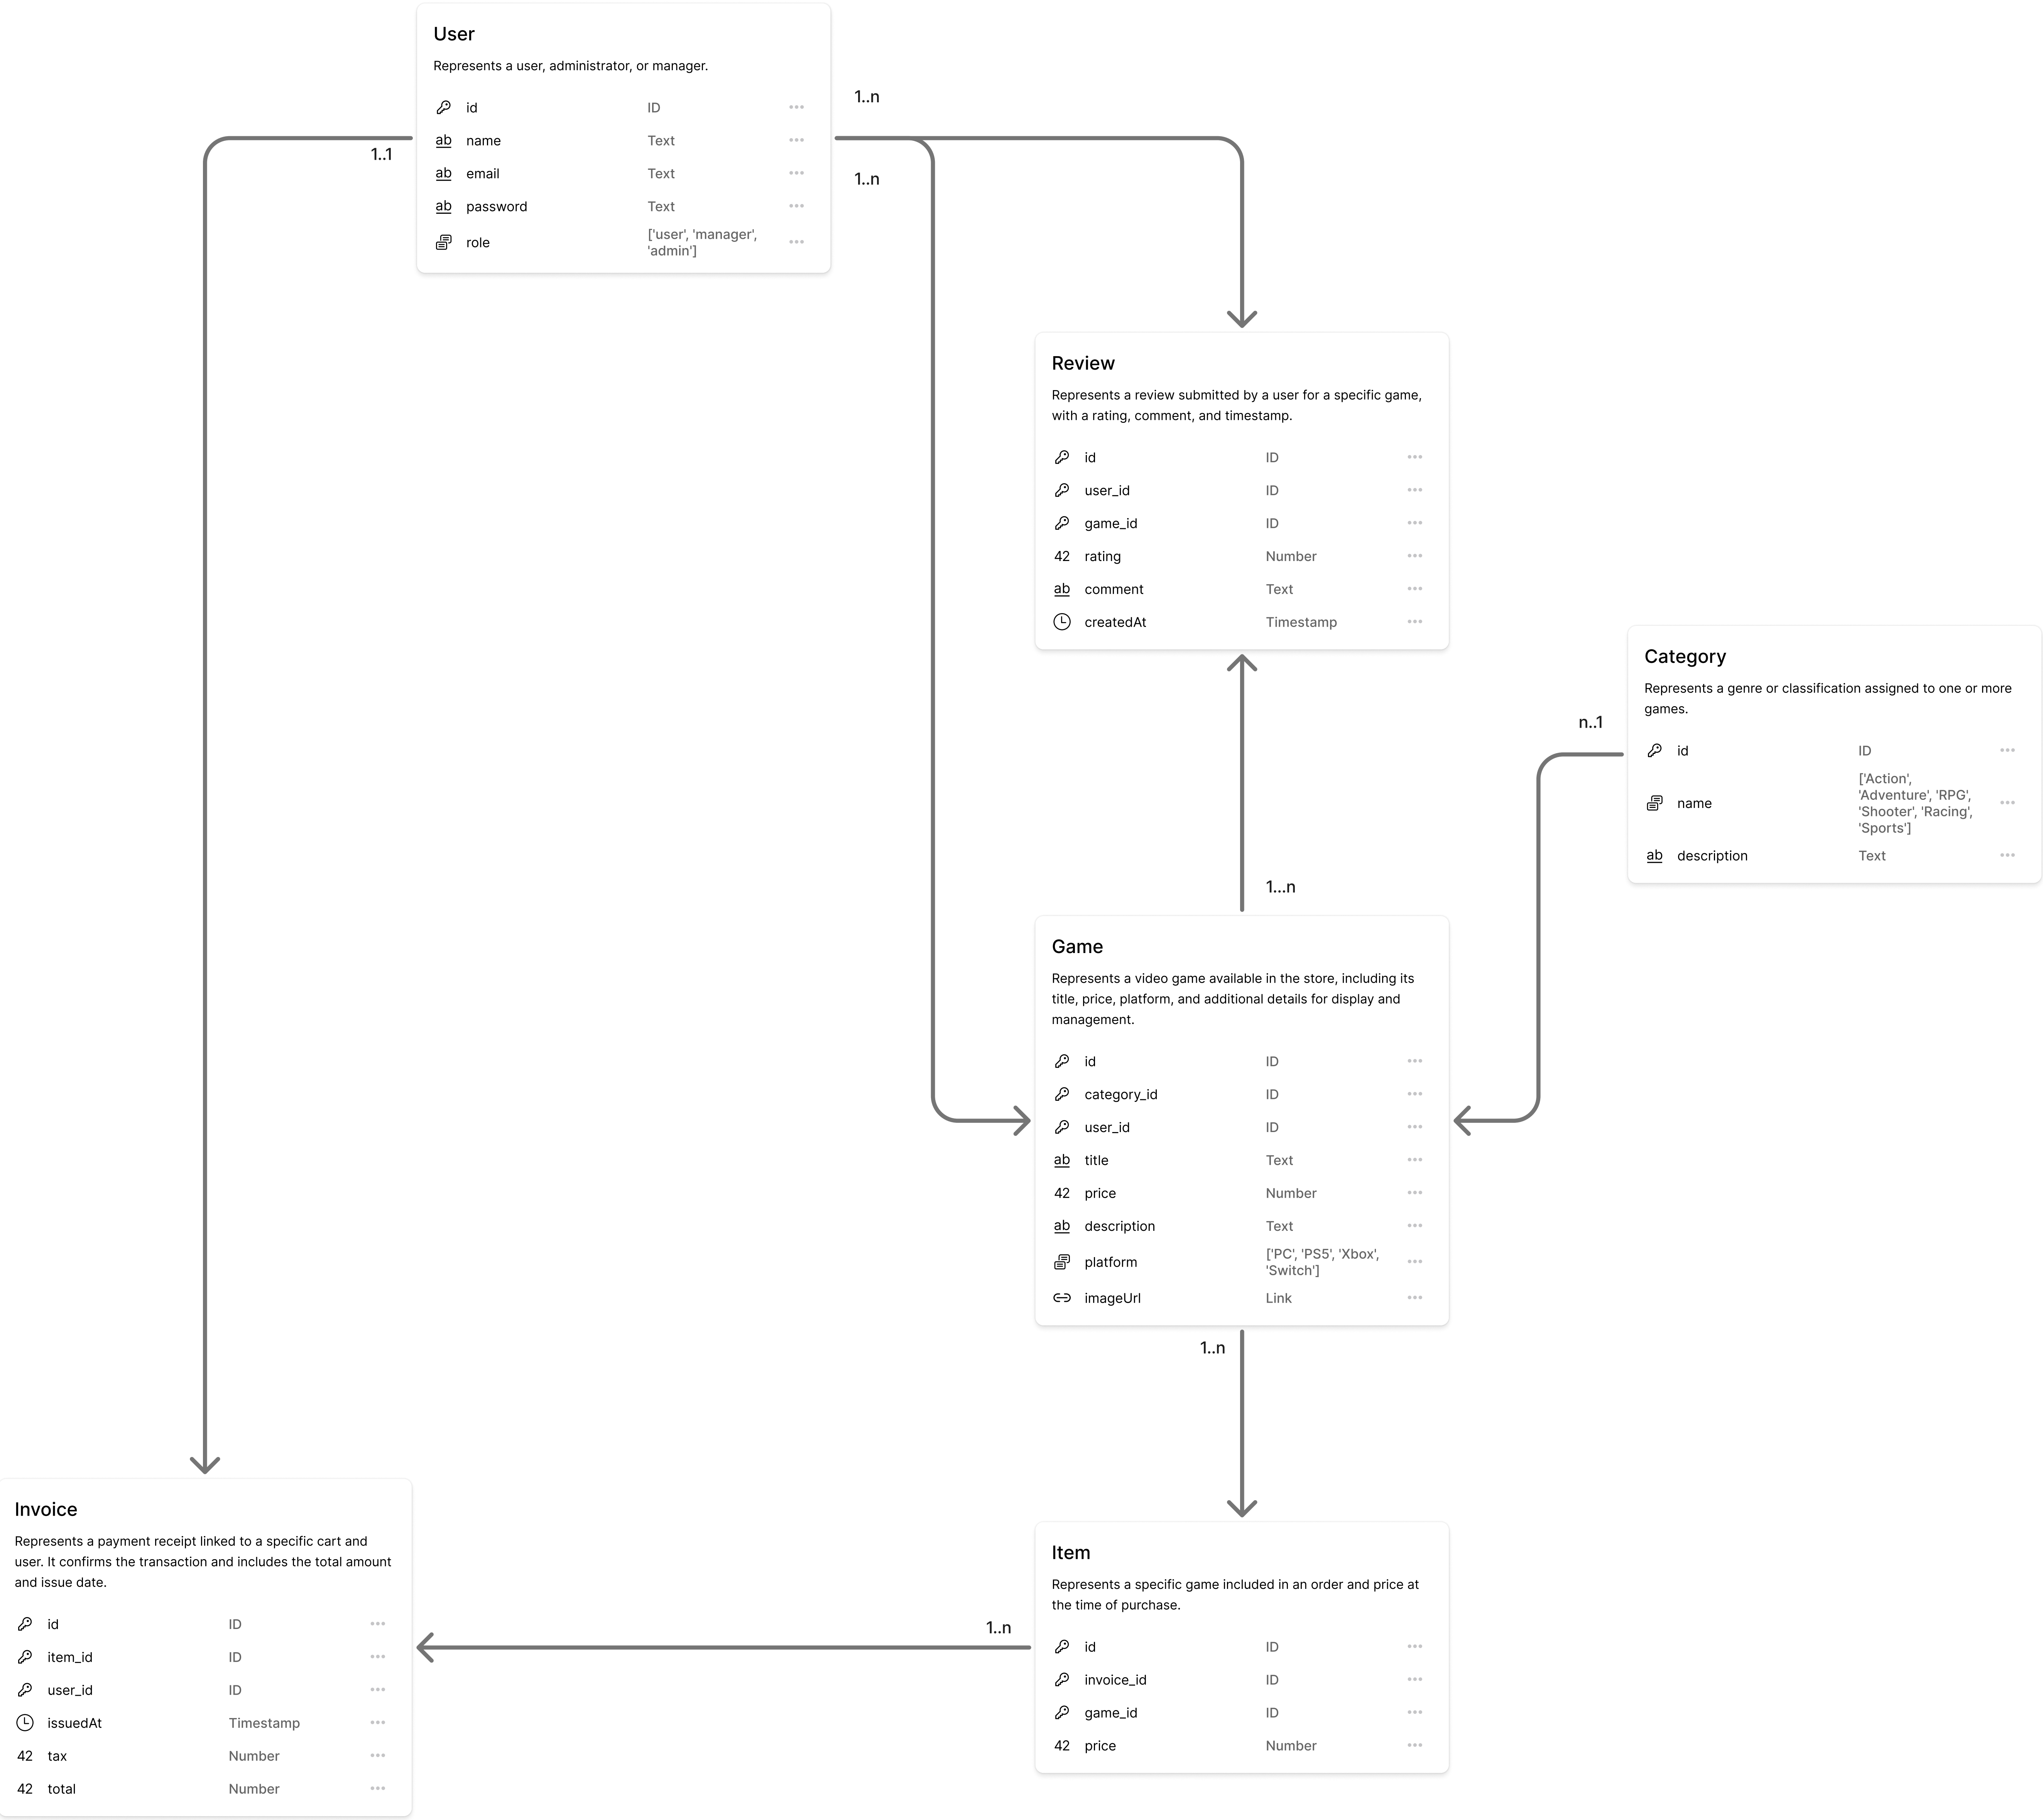 User
Represents a user, administrator, or manager.
id ID
name Text
email Text
password Text
role ['user', 'manager',
'admin']
1..1
1..n
1..n
Review
Represents a review submitted by a user for a specific game,
with a rating, comment, and timestamp.
id ID
user_id ID
game_id ID
42 rating Number
comment Text
createdAt Timestamp
Category
Represents a genre or classification assigned to one or more
games.
id ID
name ['Action',
'Adventure', 'RPG',
'Shooter', 'Racing',
'Sports']
ab description Text
n..1
1...n
Game
Represents a video game available in the store, including its
title, price, platform, and additional details for display and
management.
id ID
category_id ID
user_id ID
ab title Text
42 price Number
ab description Text
platform ['PC', 'PS5', 'Xbox',
'Switch']
imageUrl Link
1..n
Invoice
Represents a payment receipt linked to a specific cart and
user. It confirms the transaction and includes the total amount
and issue date.
id ID
item_id ID
user_id ID
issuedAt Timestamp
42 tax Number
42 total Number
1..n
Item
Represents a specific game included in an order and price at
the time of purchase.
id ID
invoice_id ID
game_id ID
42 price Number